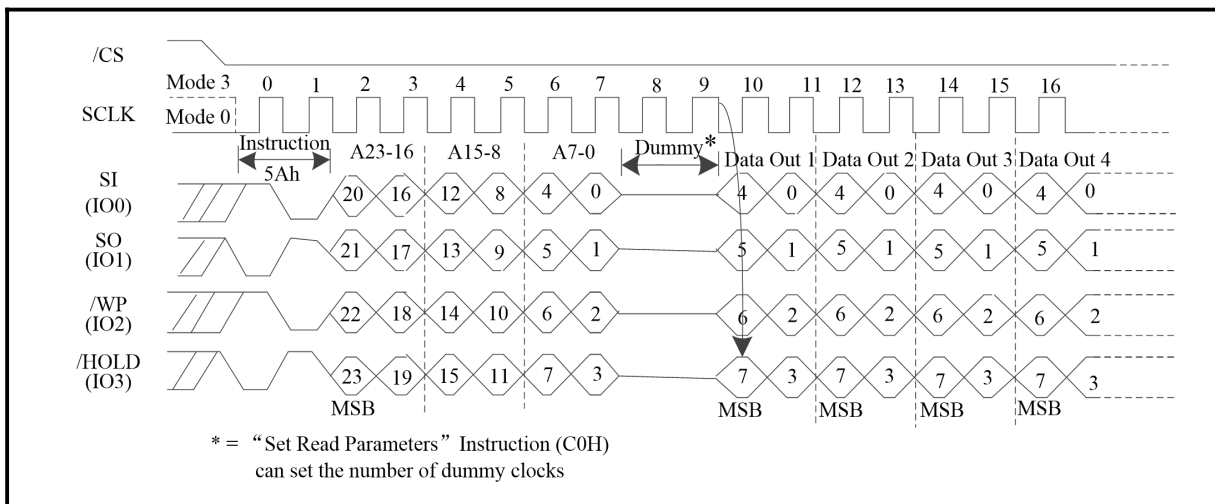 /CS
Mode 3 0 1 2 3 4 5 6 7 8 9 10 11 12 13 14 15 16
SCLK Mode 0
Instruction A23-16 A15-8 A7-0 Dummy* Data Out 1 Data Out 2 Data Out 3 Data Out 4
5Ah
SI
(IO0)
20 16 12 8 4 0 4 0 4 0 4 0 4 0
SO
(IO1)
21 17 13 9 5 1 5 1 5 1 5 1 5 1
/WP
(IO2)
22 18 14 10 6 2 6 2 6 2 6 2 6 2
/HOLD
(IO3)
23 19 15 11 7 3 7 3 7 3 7 3 7 3
MSB MSB MSB MSB MSB
* = “Set Read Parameters” Instruction (C0H)
can set the number of dummy clocks